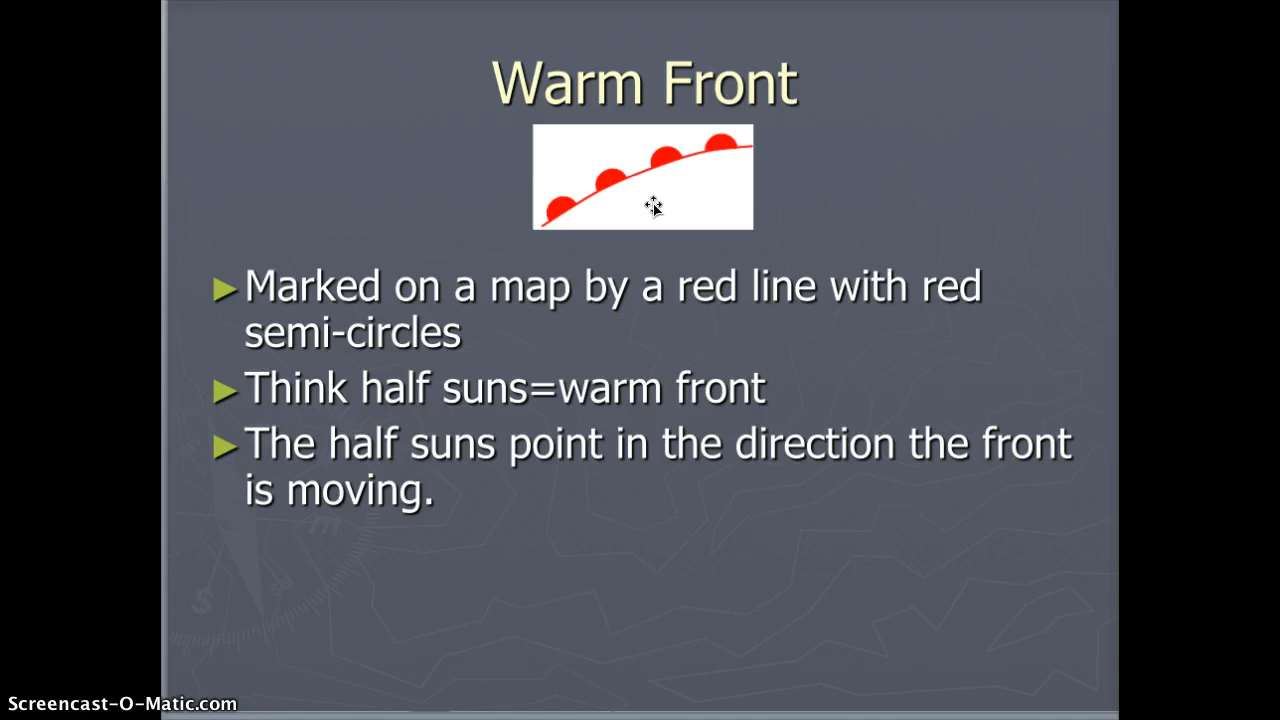 Warm Front
►Marked on a map by a red line with red
semi-circles
►Think half suns=warm front
►The half suns point in the direction the front
is moving.
S
Screencast-O-Matic.com